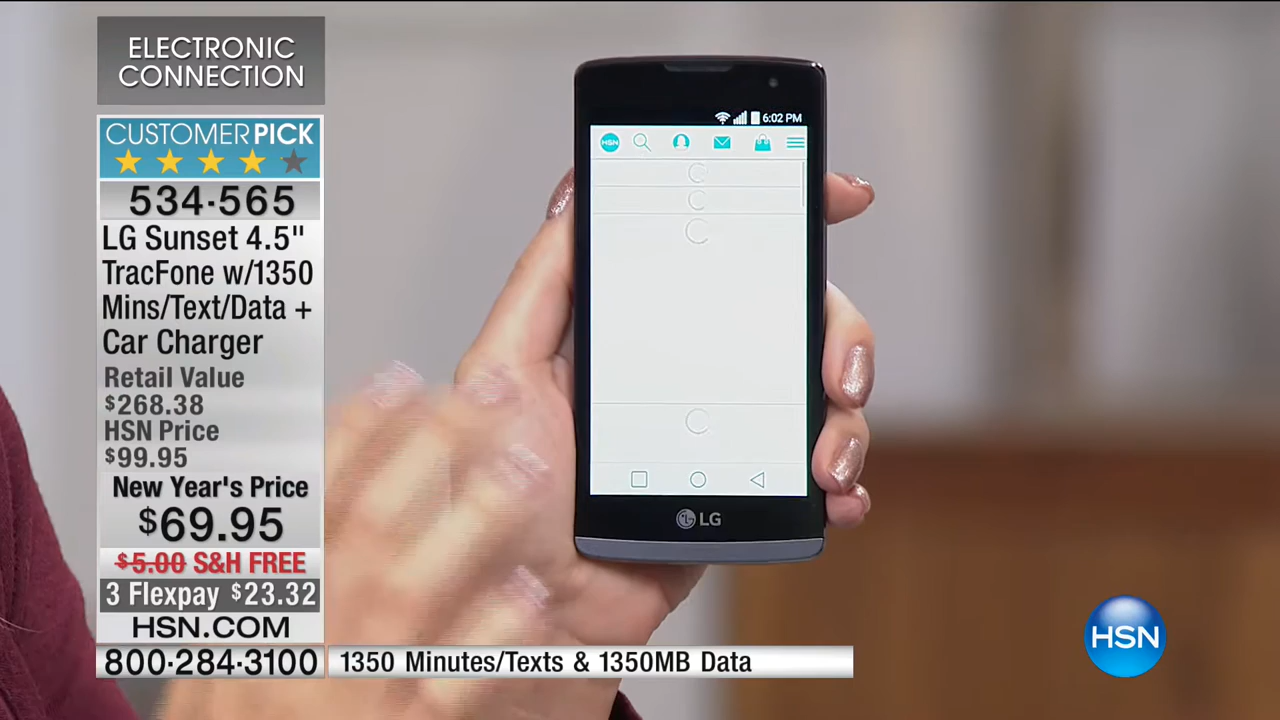 ELECTRONIC
CONNECTION
CUSTOMER PICK
534·565
LG Sunset 4.5"
TracFone w/1350
Mins/Text/Data +
Car Charger
Retail Value
$268.38
HSN Price
$99.95
New Year's Price
$69.95
$5.00 S&H FREE
3 Flexpay $23.32
HSN.COM
800·284·3100
1350 Minutes/Texts & 1350MB Data
6:02 PM
HSN
LG
HSN